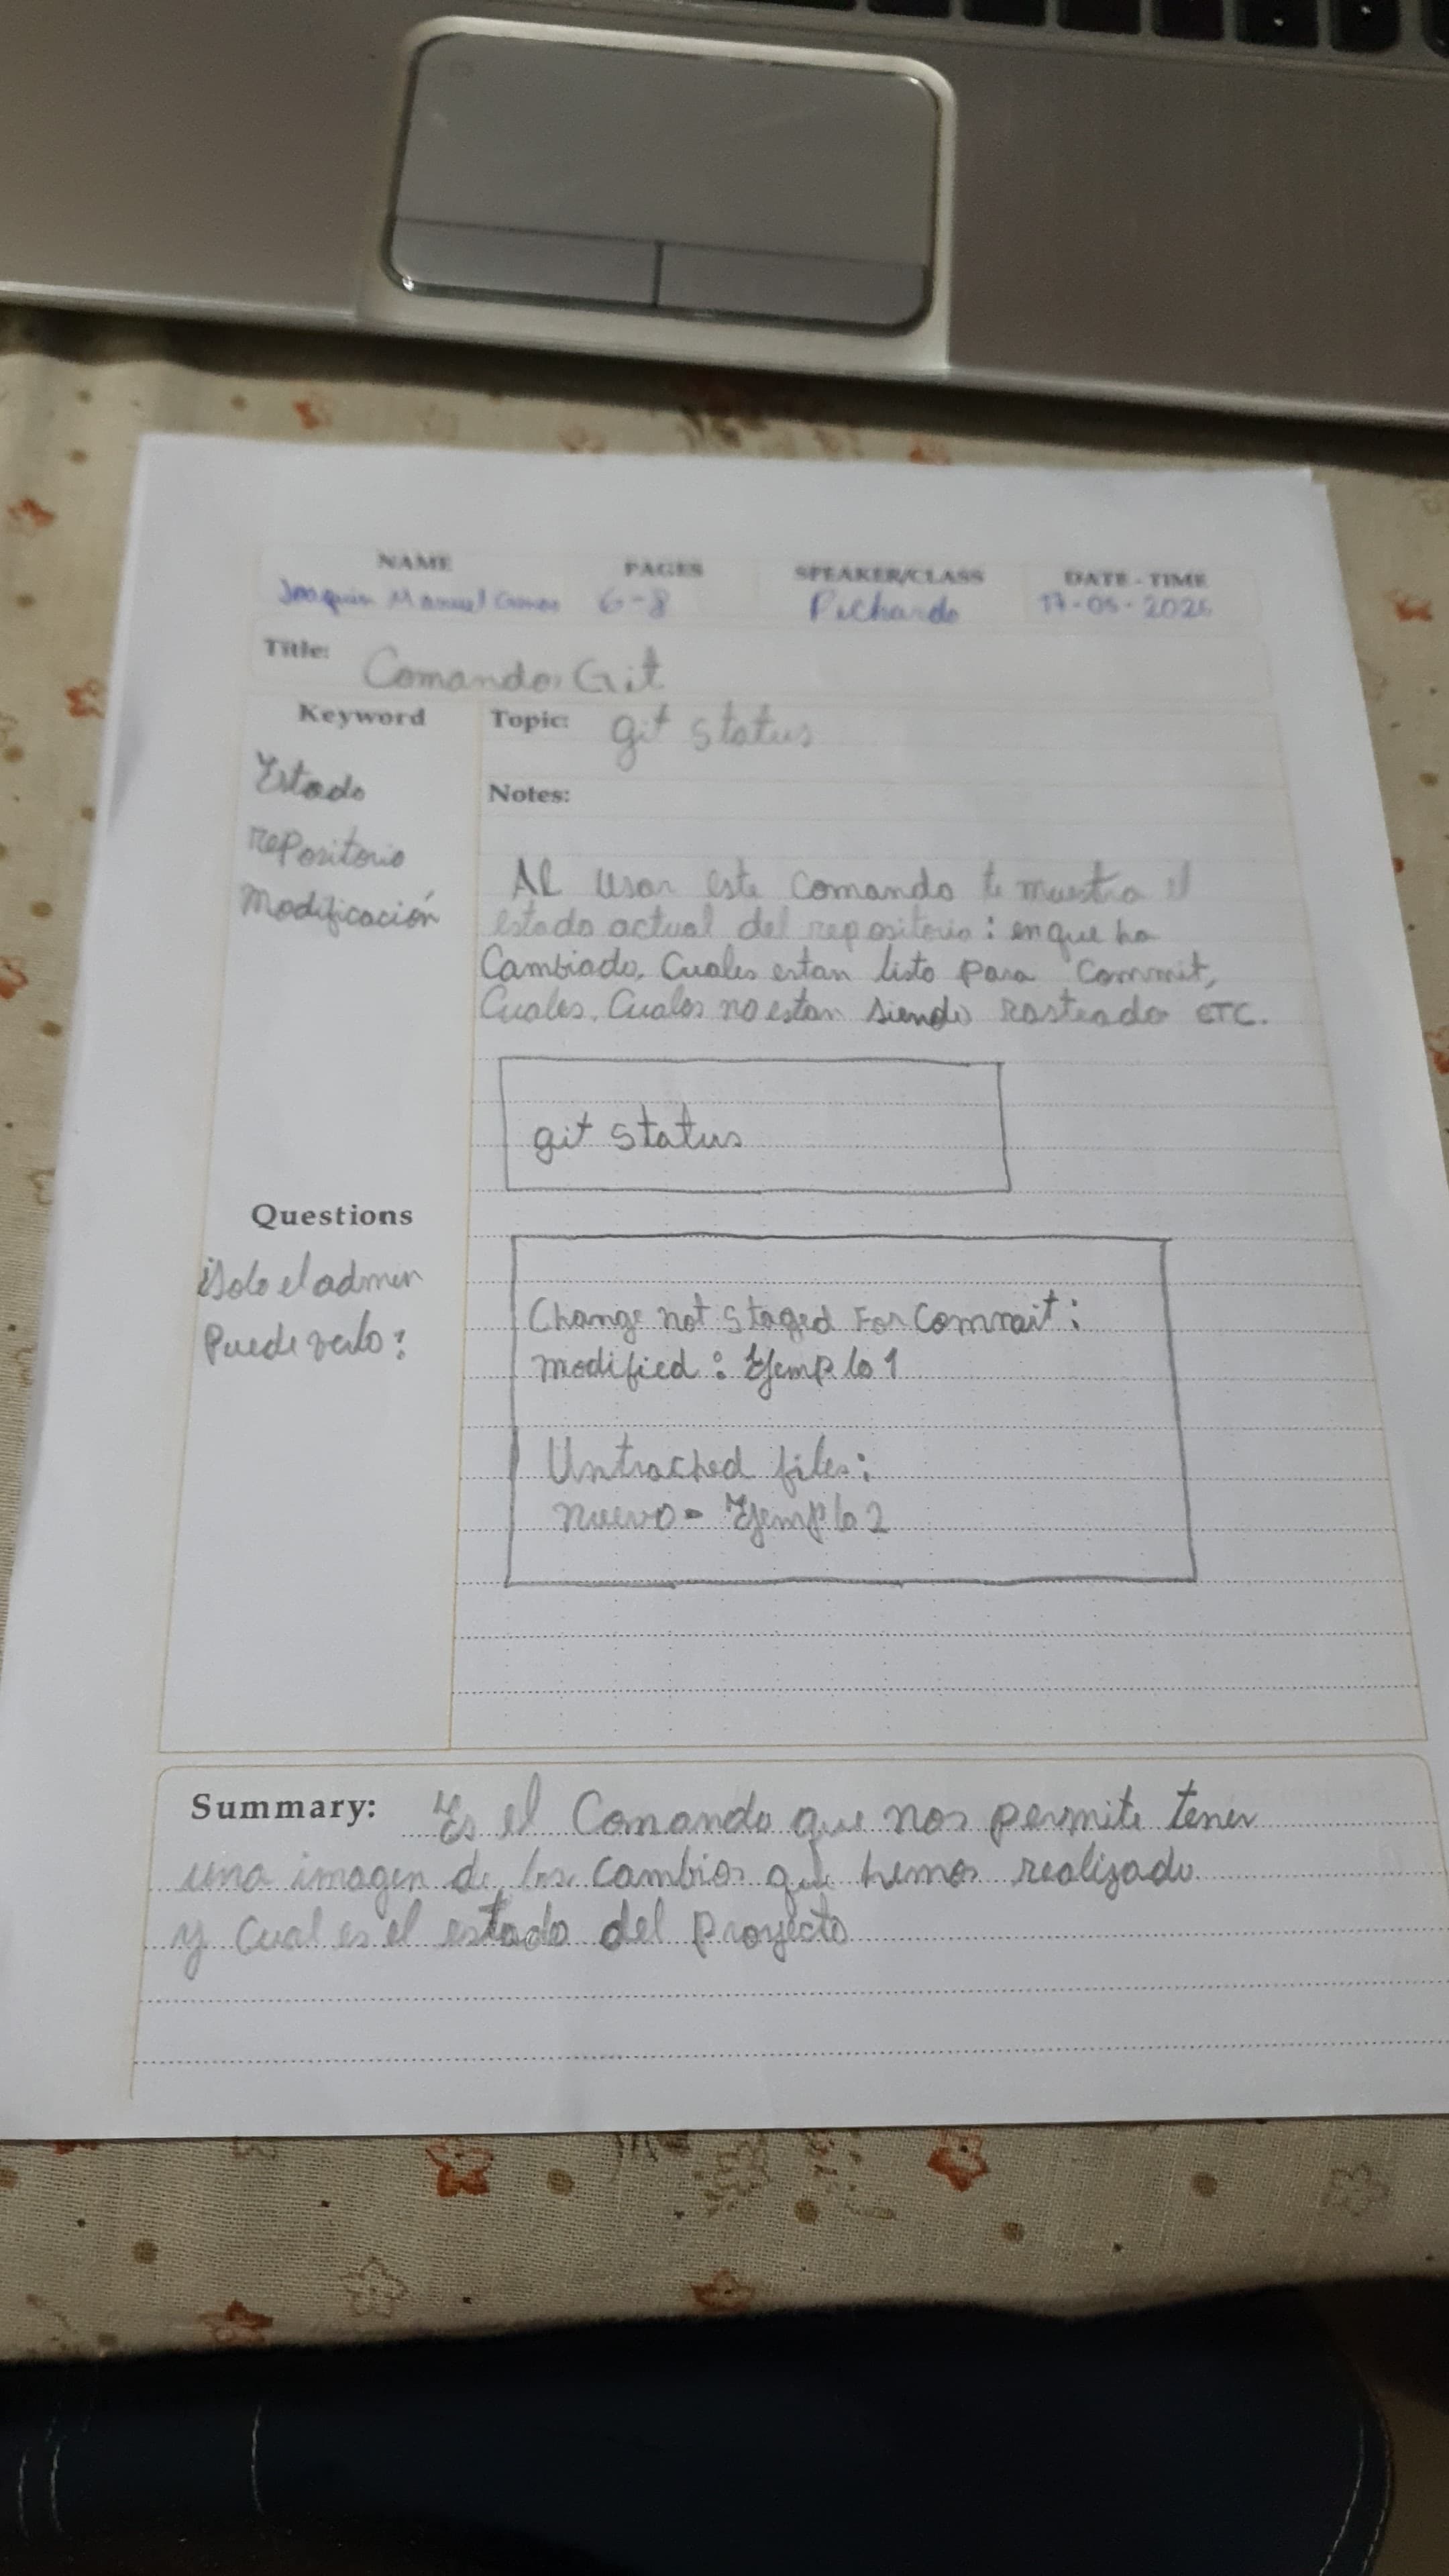 NAME PAGES SPEAKER/CLASS DATE - TIME
Joaquin Manuel 6-8 Pichardo 17-05-2025
Title: Comandos Git
Keyword
Topic: git status
Estado
repositorio
Modificación
Notes:
Al usar este comando te muestra el
estado actual del repositorio: en que ha
Cambiado, Cuales estan listo para Commit,
Cuales, Cuales no estan siendo rasteado ETC.
git status
Questions
¿Solo el admin
Puede verlo?
Change not Staged For Commit:
modified: Ejemplo 1
Untracked files:
nuevo- Ejemplo 2
Summary: Es el Comando que nos permite tener
una imagen de los cambios que hemos realizado
y cual es el estado del proyecto